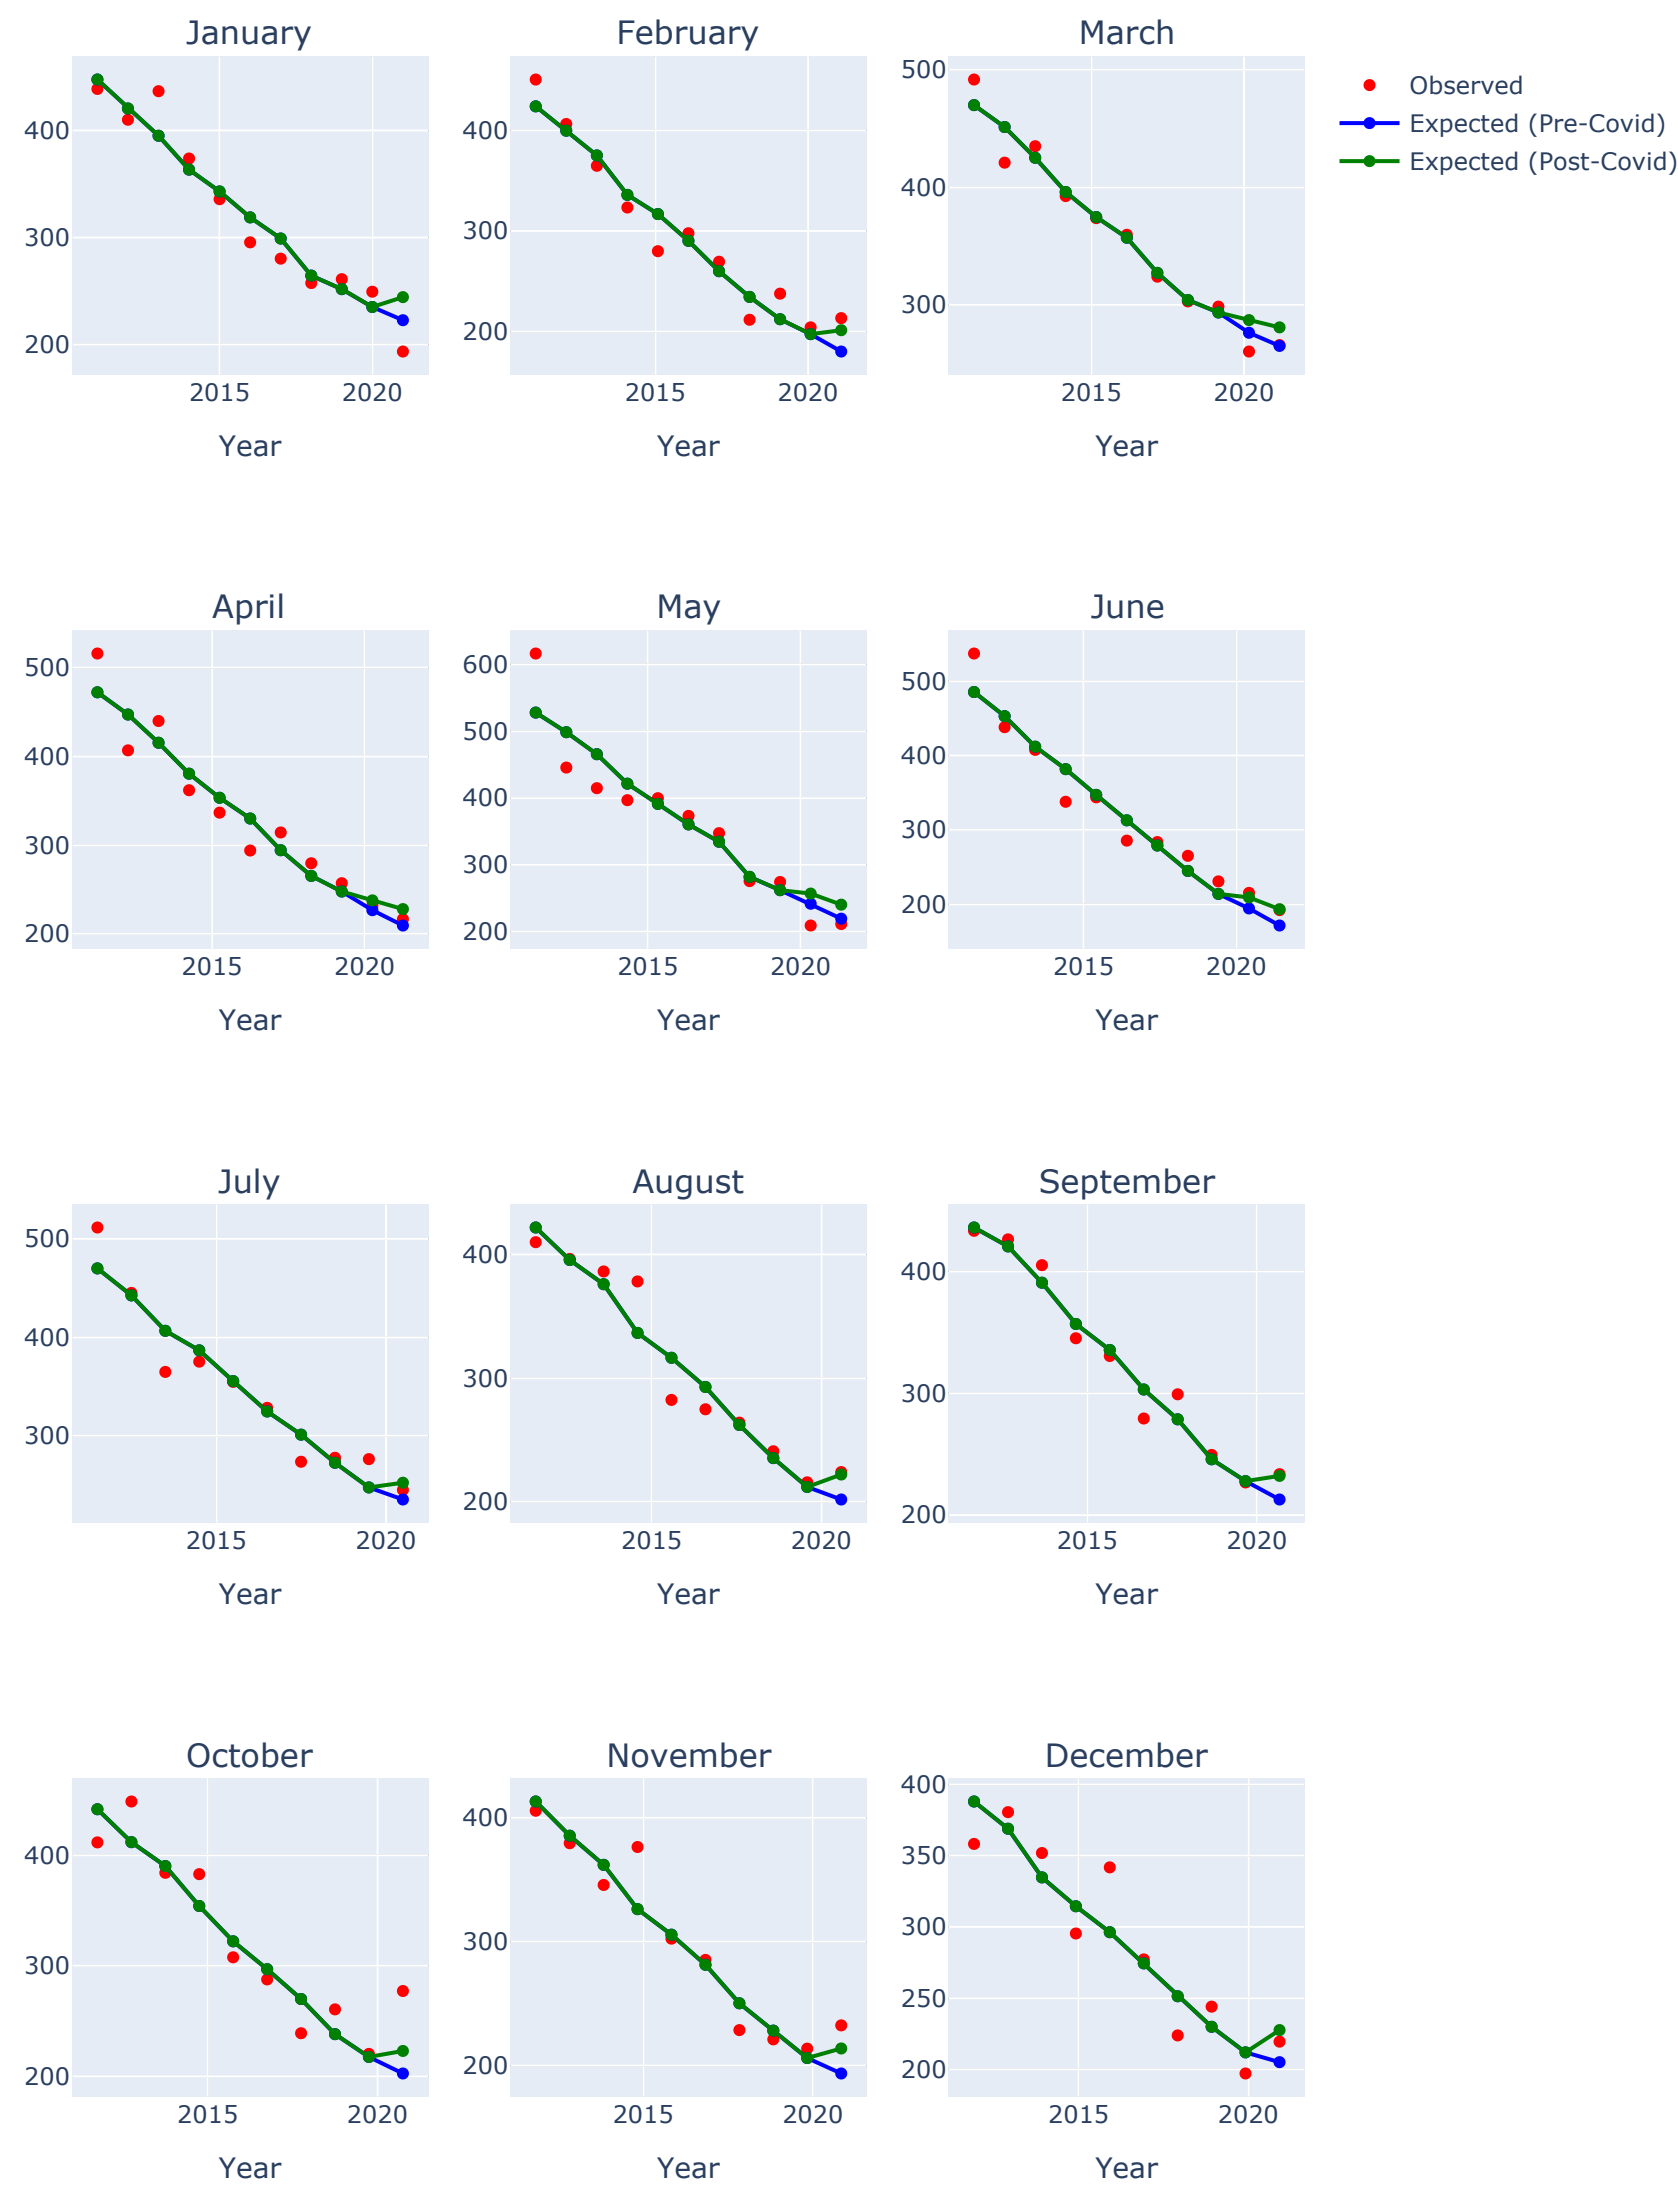 January
February
March
400
300
200
2015
2020
Year
400
300
200
2015
2020
Year
500
400
300
2015
2020
Year
Observed
Expected (Pre-Covid)
Expected (Post-Covid)
April
May
June
500
400
300
200
2015
2020
Year
600
500
400
300
200
2015
2020
Year
500
400
300
200
2015
2020
Year
July
August
September
500
400
300
2015
2020
Year
400
300
200
2015
2020
Year
400
300
200
2015
2020
Year
October
November
December
400
300
200
2015
2020
Year
400
300
200
2015
2020
Year
400
350
300
250
200
2015
2020
Year